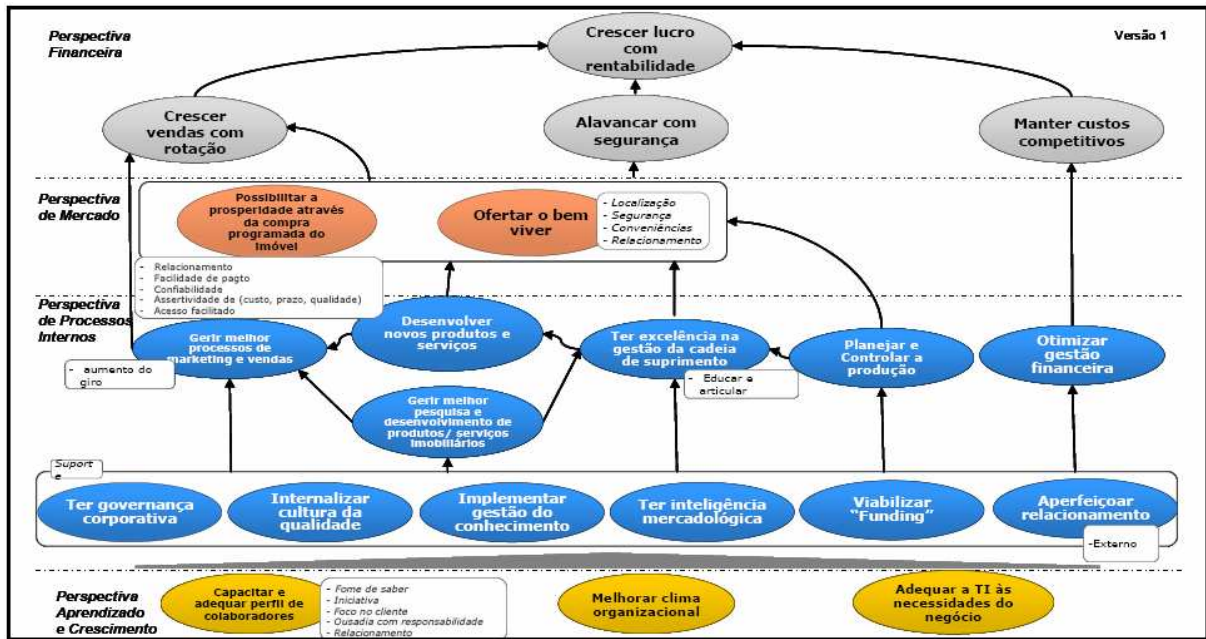 Perspectiva
Financeira
Crescer lucro
com
rentabilidade
Versão 1
Crescer
vendas com
rotação
Alavancar com
segurança
Manter custos
competitivos
Perspectiva
de Mercado
Possibilitar a
prosperidade através
da compra
programada do
imóvel
Ofertar o bem
viver
- Localização
- Segurança
- Conveniências
- Relacionamento
- Relacionamento
- Facilidade de pagto
- Confiabilidade
- Assertividade de (custo, prazo, qualidade)
- Acesso facilitado
Perspectiva
de Processos
Internos
Gerir melhor
processos de
marketing e vendas
- aumento do
giro
Desenvolver
novos produtos e
serviços
Ter excelência na
gestão da cadeia
de suprimento
- Educar e
articular
Planejar e
Controlar a
produção
Otimizar
gestão
financeira
Gerir melhor
pesquisa e
desenvolvimento de
produtos/ serviços
imobiliários
Suport
e
Ter governança
corporativa
Internalizar
cultura da
qualidade
Implementar
gestão do
conhecimento
Ter inteligência
mercadológica
Viabilizar
“Funding”
Aperfeiçoar
relacionamento
-Externo
Perspectiva
Aprendizado
e Crescimento
Capacitar e
adequar perfil de
colaboradores
- Fome de saber
- Iniciativa
- Foco no cliente
- Ousadia com responsabilidade
- Relacionamento
Melhorar clima
organizacional
Adequar a TI às
necessidades do
negócio